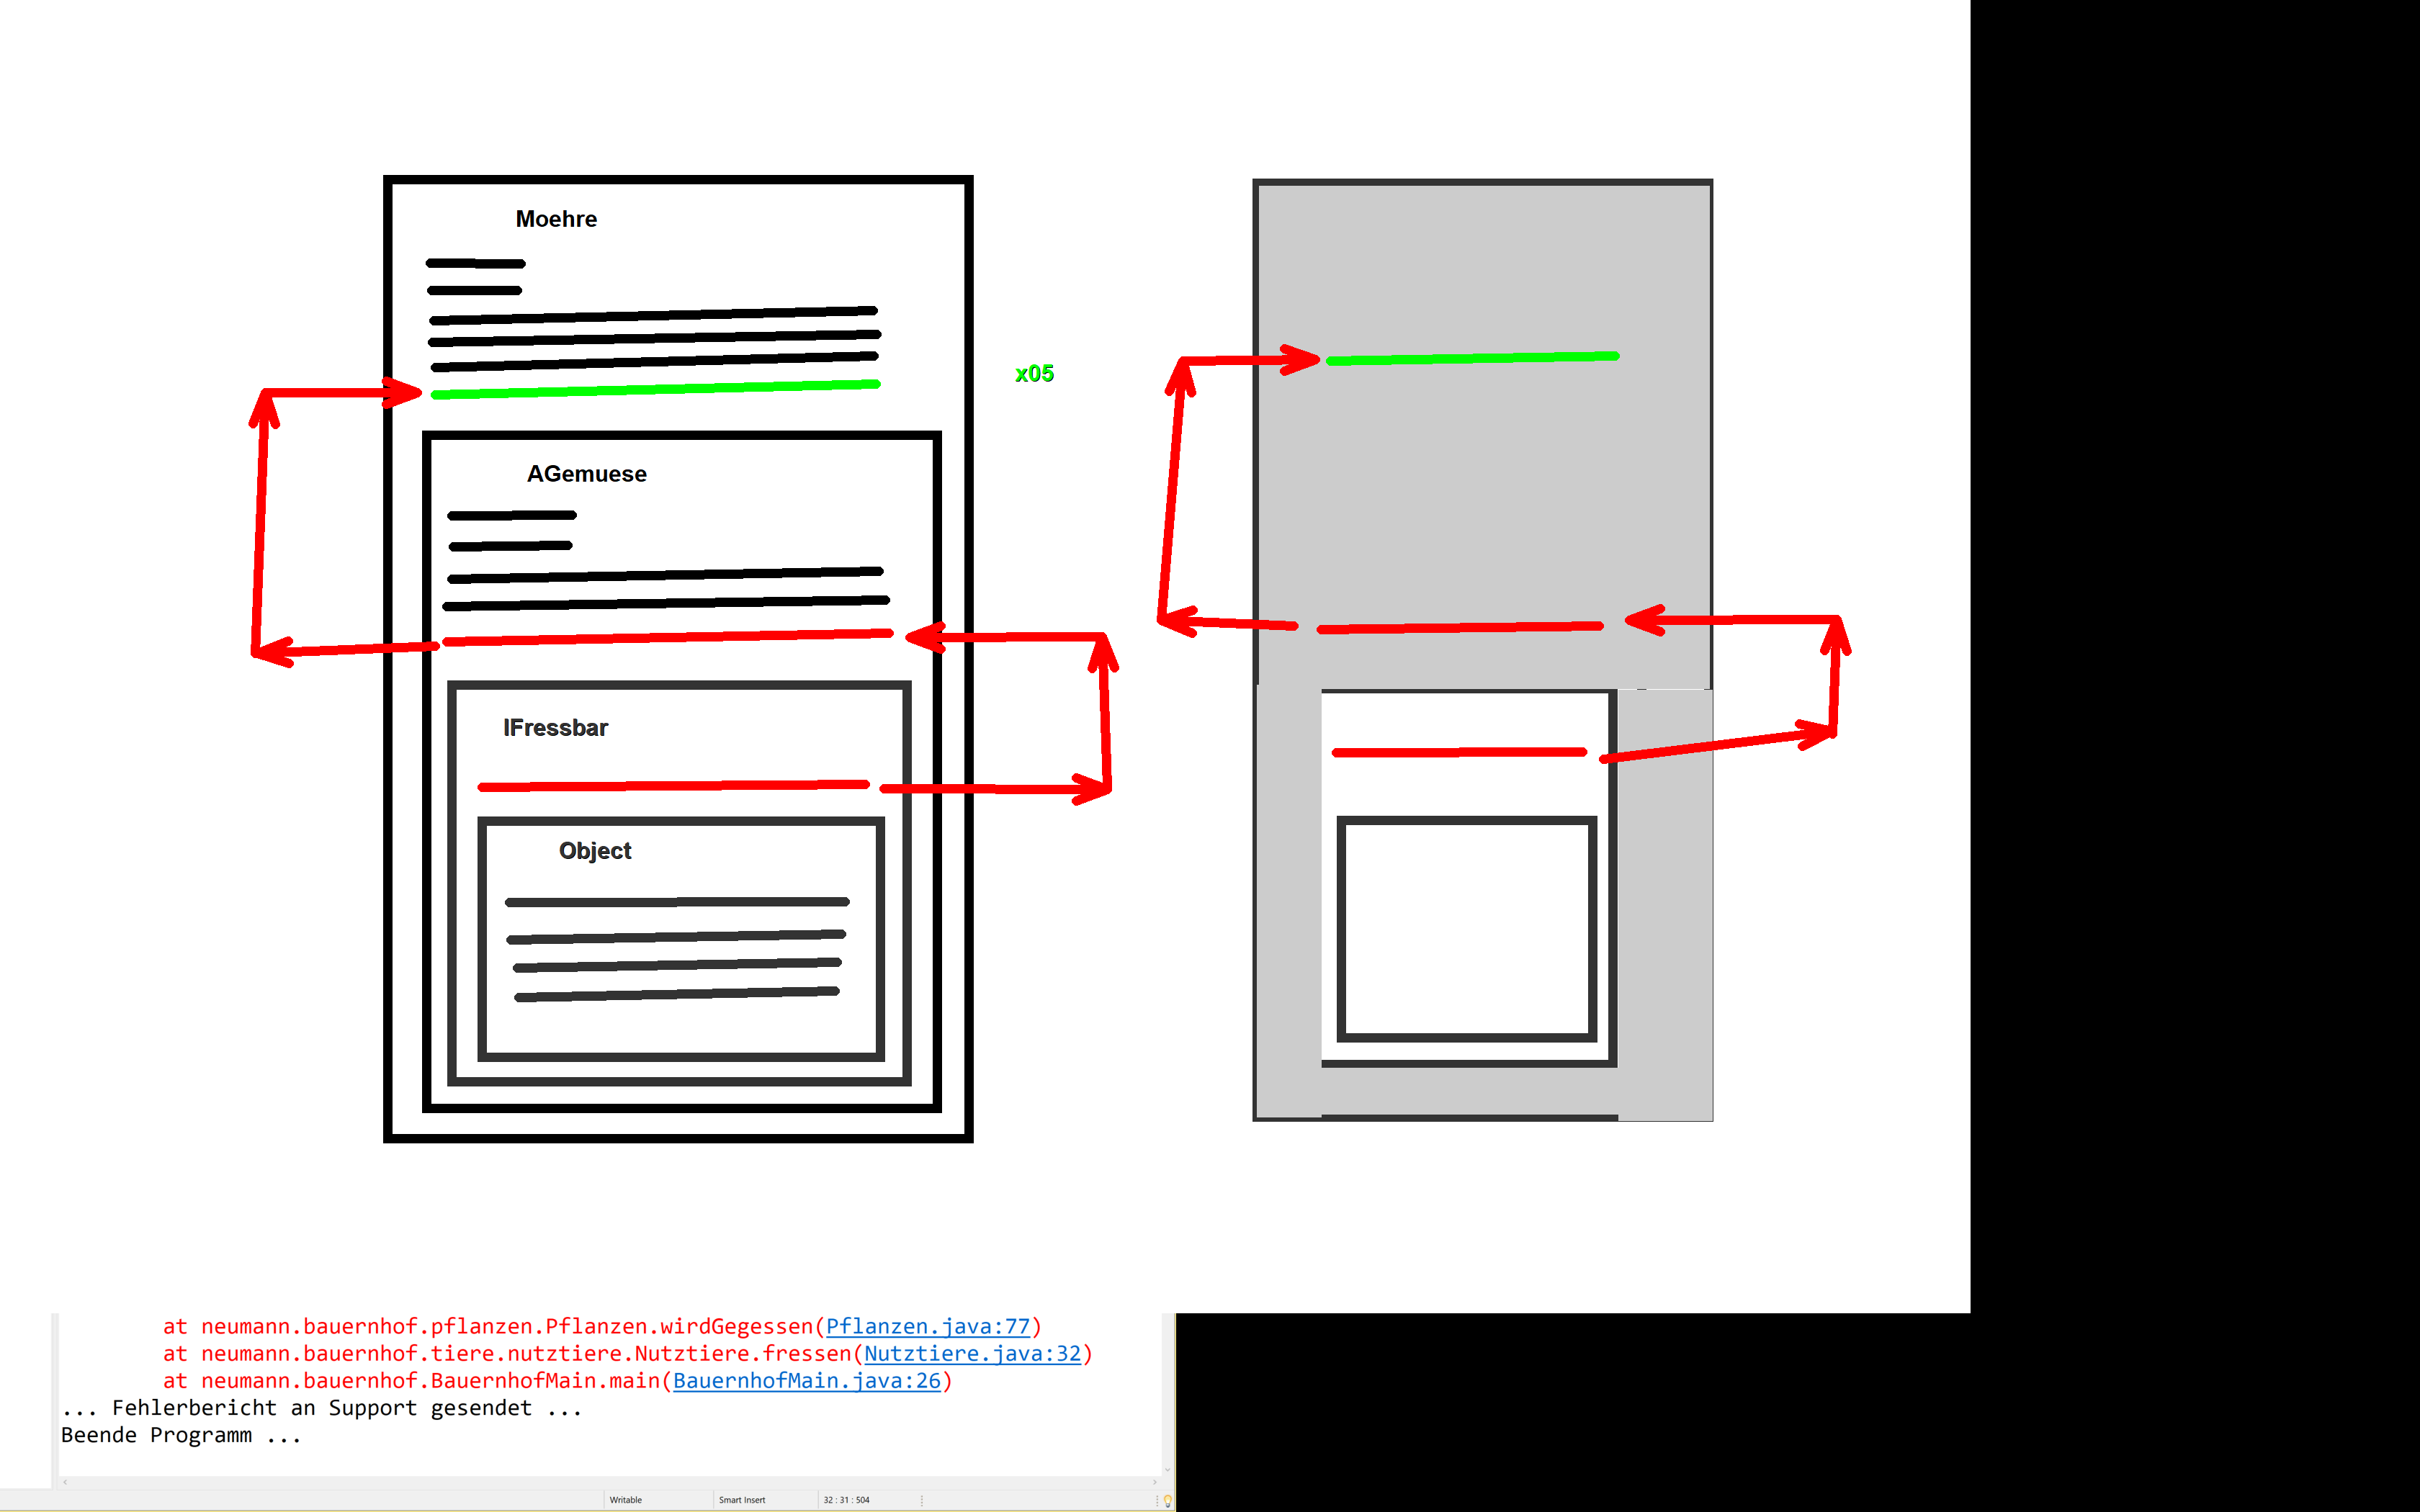 Moehre
x05
AGemuese
IFressbar
Object
at neumann.bauernhof.pflanzen.Pflanzen.wirdGegessen(Pflanzen.java:77)
at neumann.bauernhof.tiere.nutztiere.Nutztiere.fressen(Nutztiere.java:32)
at neumann.bauernhof.BauernhofMain.main(BauernhofMain.java:26)
... Fehlerbericht an Support gesendet ...
Beende Programm ...
Writable Smart Insert 32 : 31 : 504